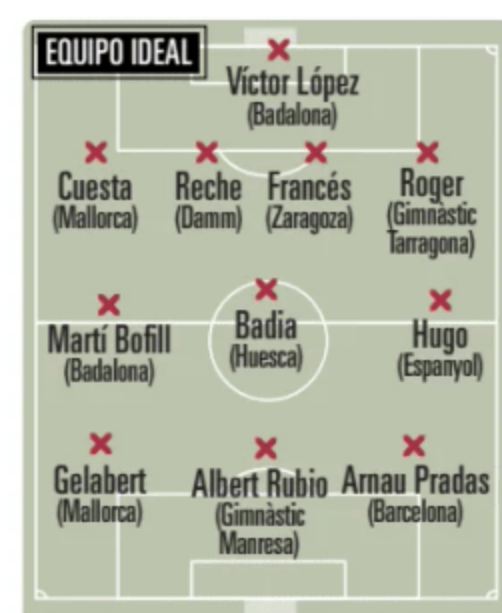 EQUIPO IDEAL
Víctor López
(Badalona)
Cuesta
(Mallorca)
Reche
(Damm)
Francés
(Zaragoza)
Roger
(Gimnàstic
Tarragona)
Martí Bofill
(Badalona)
Badia
(Huesca)
Hugo
(Espanyol)
Gelabert
(Mallorca)
Albert Rubio
(Gimnàstic
Manresa)
Arnau Pradas
(Barcelona)